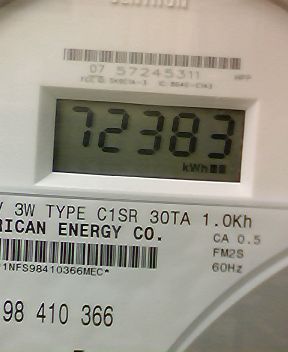 07 57245311
72383
kWh
V 3W TYPE C1SR 30TA 1.0Kh
RICAN ENERGY CO.
CA 0.5
FM2S
60Hz
1NFS98410366MEC*
98 410 366